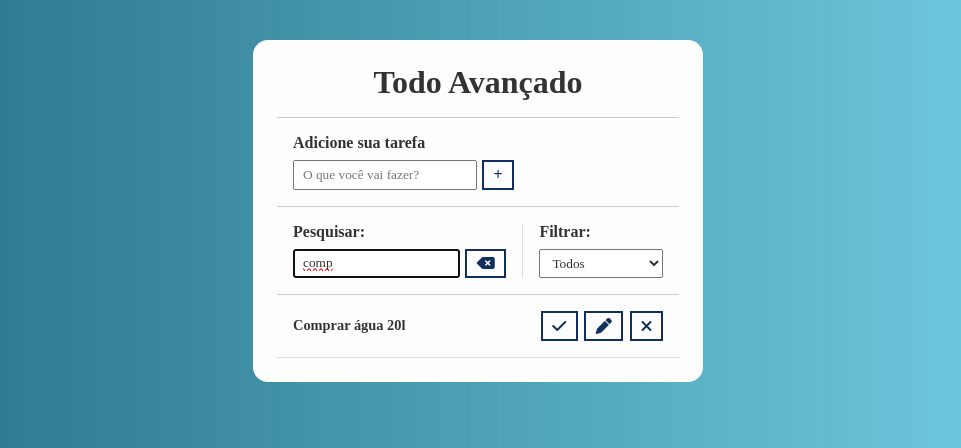 Todo Avançado
Adicione sua tarefa
O que você vai fazer? +
Pesquisar: Filtrar:
comp Todos
Comprar água 20l